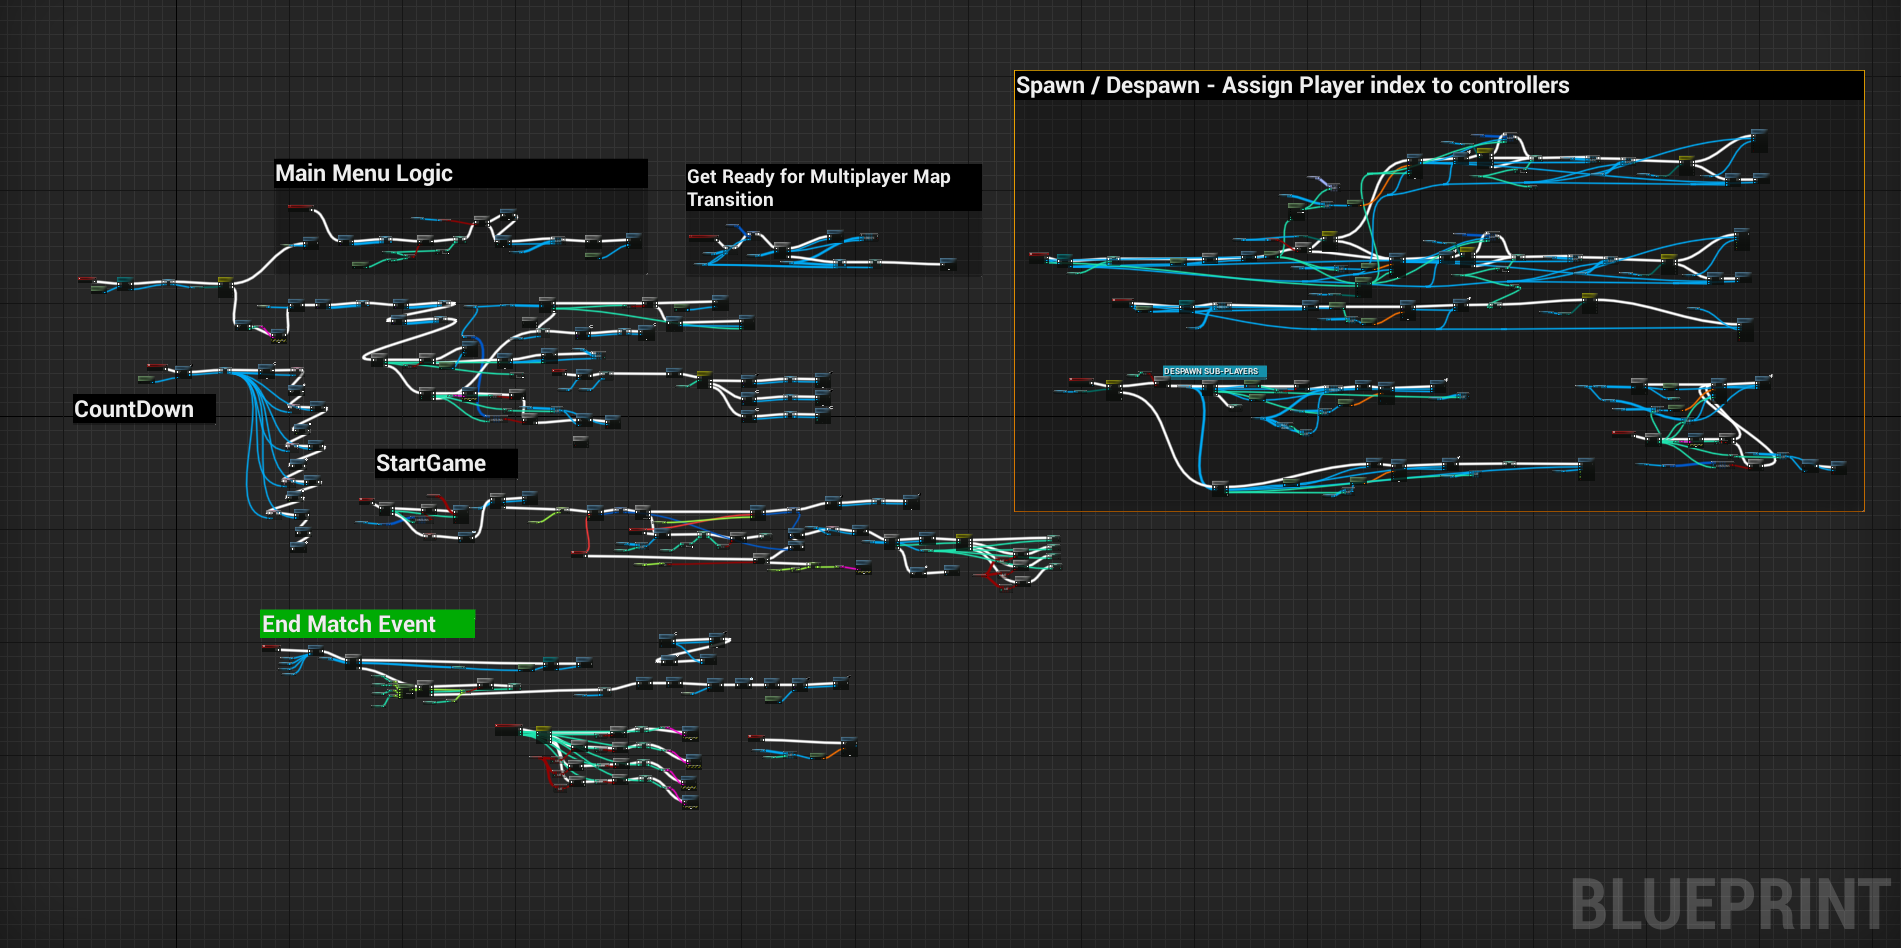 Spawn / Despawn - Assign Player index to controllers
Main Menu Logic
Get Ready for Multiplayer Map
Transition
DESPAWN SUB-PLAYERS
CountDown
StartGame
End Match Event
BLUEPRINT